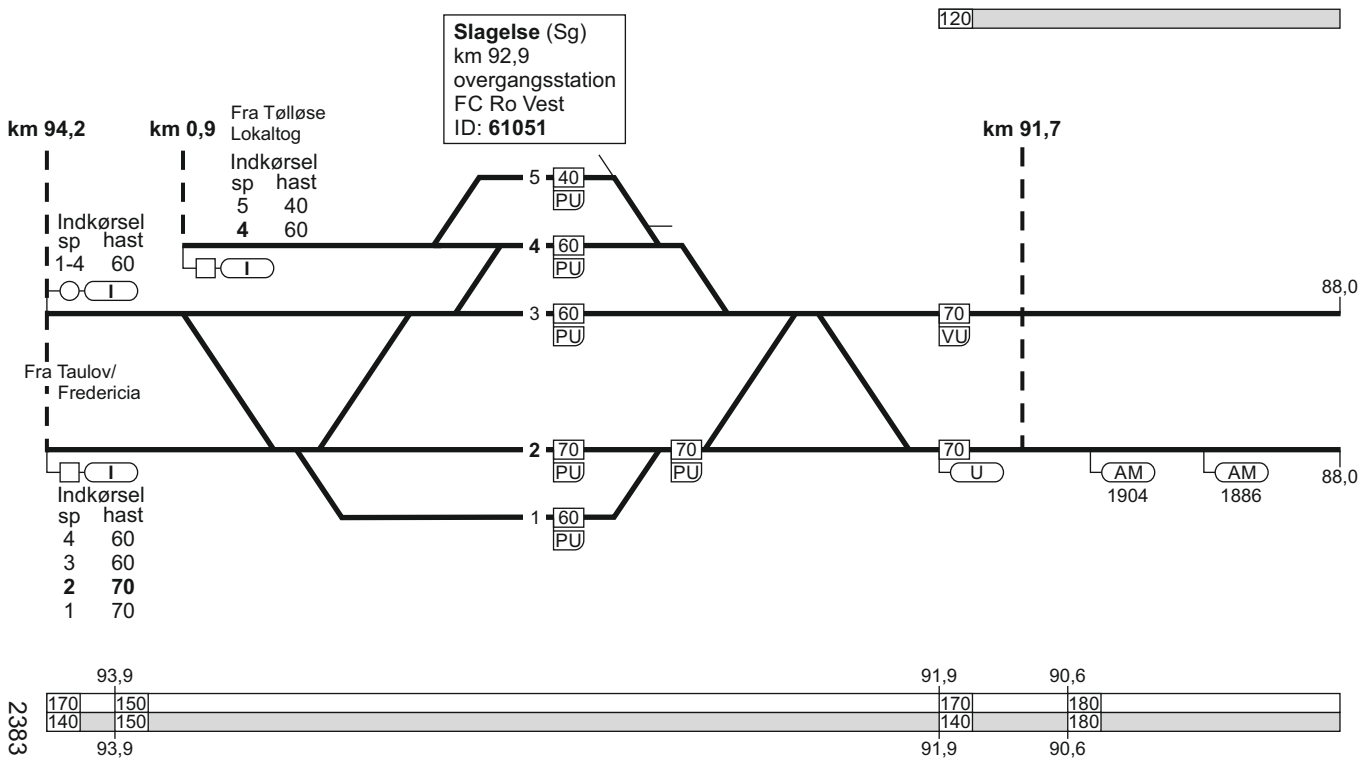 120
Slagelse (Sg)
km 92,9
overgangsstation
FC Ro Vest
ID: 61051
km 94,2
km 0,9
Fra Tølløse
Lokaltog
km 91,7
Indkørsel
sp hast
5 40
4 60
Indkørsel
sp hast
1-4 60
I
I
5 40
PU
4 60
PU
3 60
PU
70
VU
88,0
Fra Taulov/
Fredericia
2 70
PU
70
PU
70
U
AM
1904
AM
1886
88,0
I
Indkørsel
sp hast
4 60
3 60
2 70
1 70
1 60
PU
93,9 91,9 90,6
170 150 170 180
140 150 140 180
93,9 91,9 90,6
2383